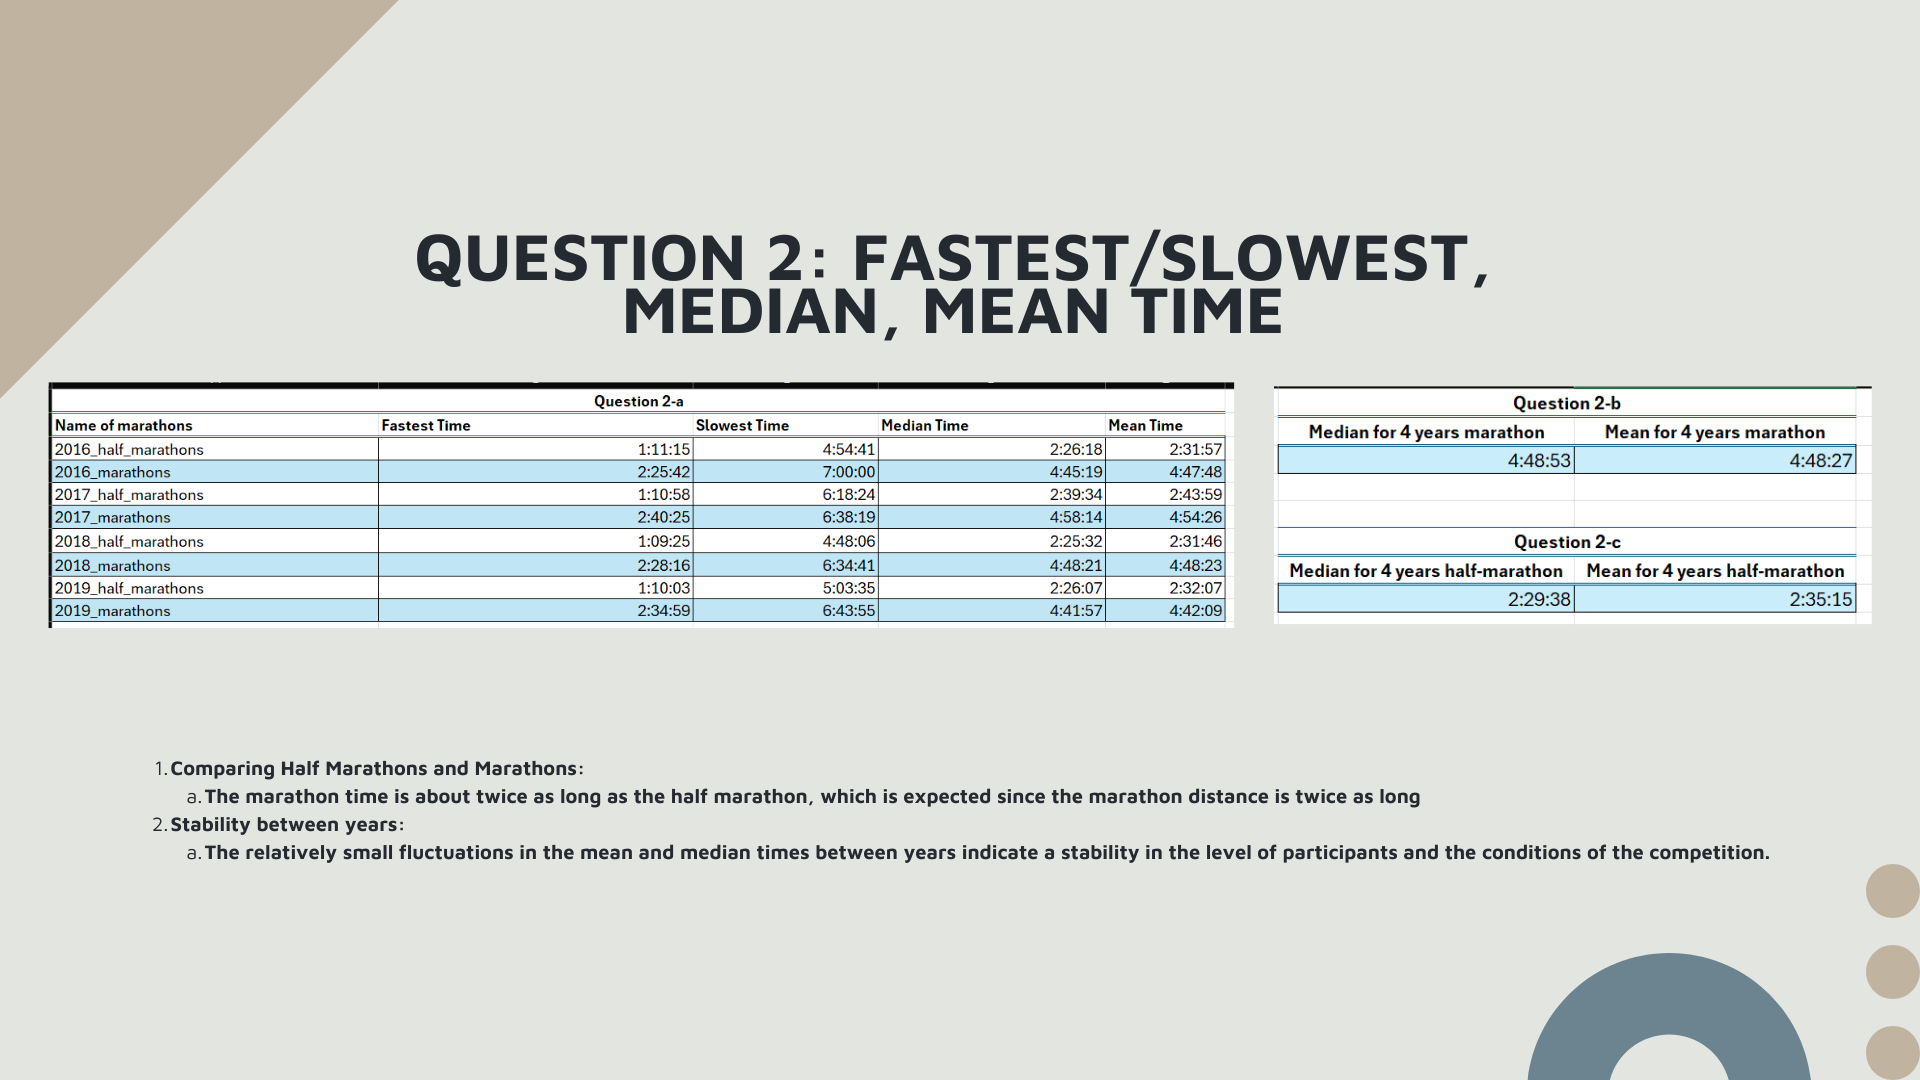 QUESTION 2: FASTEST/SLOWEST,
MEDIAN, MEAN TIME
Question 2-a
Name of marathons Fastest Time Slowest Time Median Time Mean Time
2016_half_marathons 1:11:15 4:54:41 2:26:18 2:31:57
2016_marathons 2:25:42 7:00:00 4:45:19 4:47:48
2017_half_marathons 1:10:58 6:18:24 2:39:34 2:43:59
2017_marathons 2:40:25 6:38:19 4:58:14 4:54:26
2018_half_marathons 1:09:25 4:48:06 2:25:32 2:31:46
2018_marathons 2:28:16 6:34:41 4:48:21 4:48:23
2019_half_marathons 1:10:03 5:03:35 2:26:07 2:32:07
2019_marathons 2:34:59 6:43:55 4:41:57 4:42:09
Question 2-b
Median for 4 years marathon Mean for 4 years marathon
4:48:53 4:48:27
Question 2-c
Median for 4 years half-marathon Mean for 4 years half-marathon
2:29:38 2:35:15
1. Comparing Half Marathons and Marathons:
a. The marathon time is about twice as long as the half marathon, which is expected since the marathon distance is twice as long
2. Stability between years:
a. The relatively small fluctuations in the mean and median times between years indicate a stability in the level of participants and the conditions of the competition.